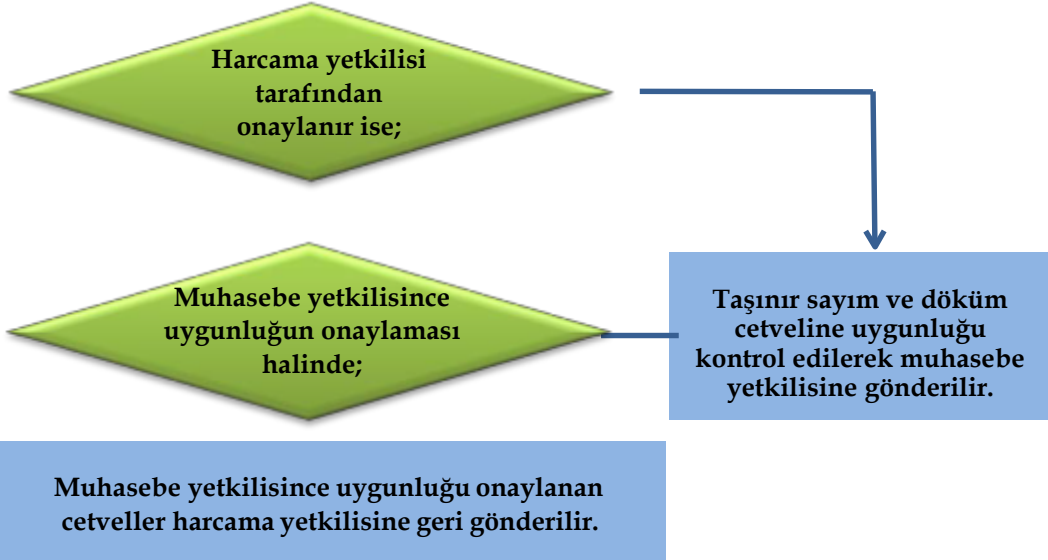 Harcama yetkilisi
tarafından
onaylanır ise;
Taşınır sayım ve döküm
cetveline uygunluğu
kontrol edilerek muhasebe
yetkilisine gönderilir.
Muhasebe yetkilisince
uygunluğun onaylaması
halinde;
Muhasebe yetkilisince uygunluğu onaylanan
cetveller harcama yetkilisine geri gönderilir.